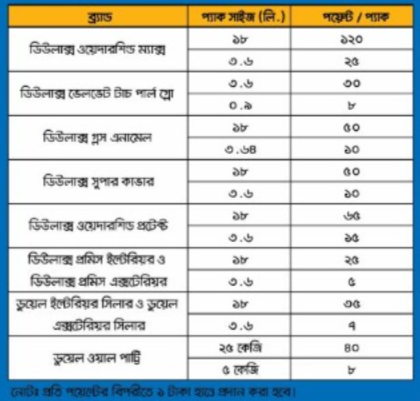 ব্র্যান্ড প্যাক সাইজ (লি.) পয়েন্ট / প্যাক
ডিউলাক্স ওয়েদারশিল্ড ম্যাক্স ১৮ ১২০
৩.৬ ২৫
ডিউলাক্স ভেলভেট টাচ পার্ল গ্লো ৩.৬ ৩০
০.৯ ৮
ডিউলাক্স গ্লস এনামেল ১৮ ৫০
৩.৬৪ ১০
ডিউলাক্স সুপার কাভার ১৮ ৫০
৩.৬ ১০
ডিউলাক্স ওয়েদারশিল্ড প্রটেক্ট ১৮ ৬৫
৩.৬ ১৫
ডিউলাক্স প্রমিস ইন্টেরিয়র ও ১৮ ২৫
ডিউলাক্স প্রমিস এক্সটেরিয়র ৩.৬ ৫
ডুয়েল ইন্টেরিয়র সিলার ও ডুয়েল ১৮ ৩৫
এক্সটেরিয়র সিলার ৩.৬ ৭
ডুয়েল ওয়াল পাট্টি ২৫ কেজি ৪০
৫ কেজি ৮
নোটঃ প্রতি পয়েন্টের বিপরীতে ১ টাকা হারে প্রদান করা হবে।